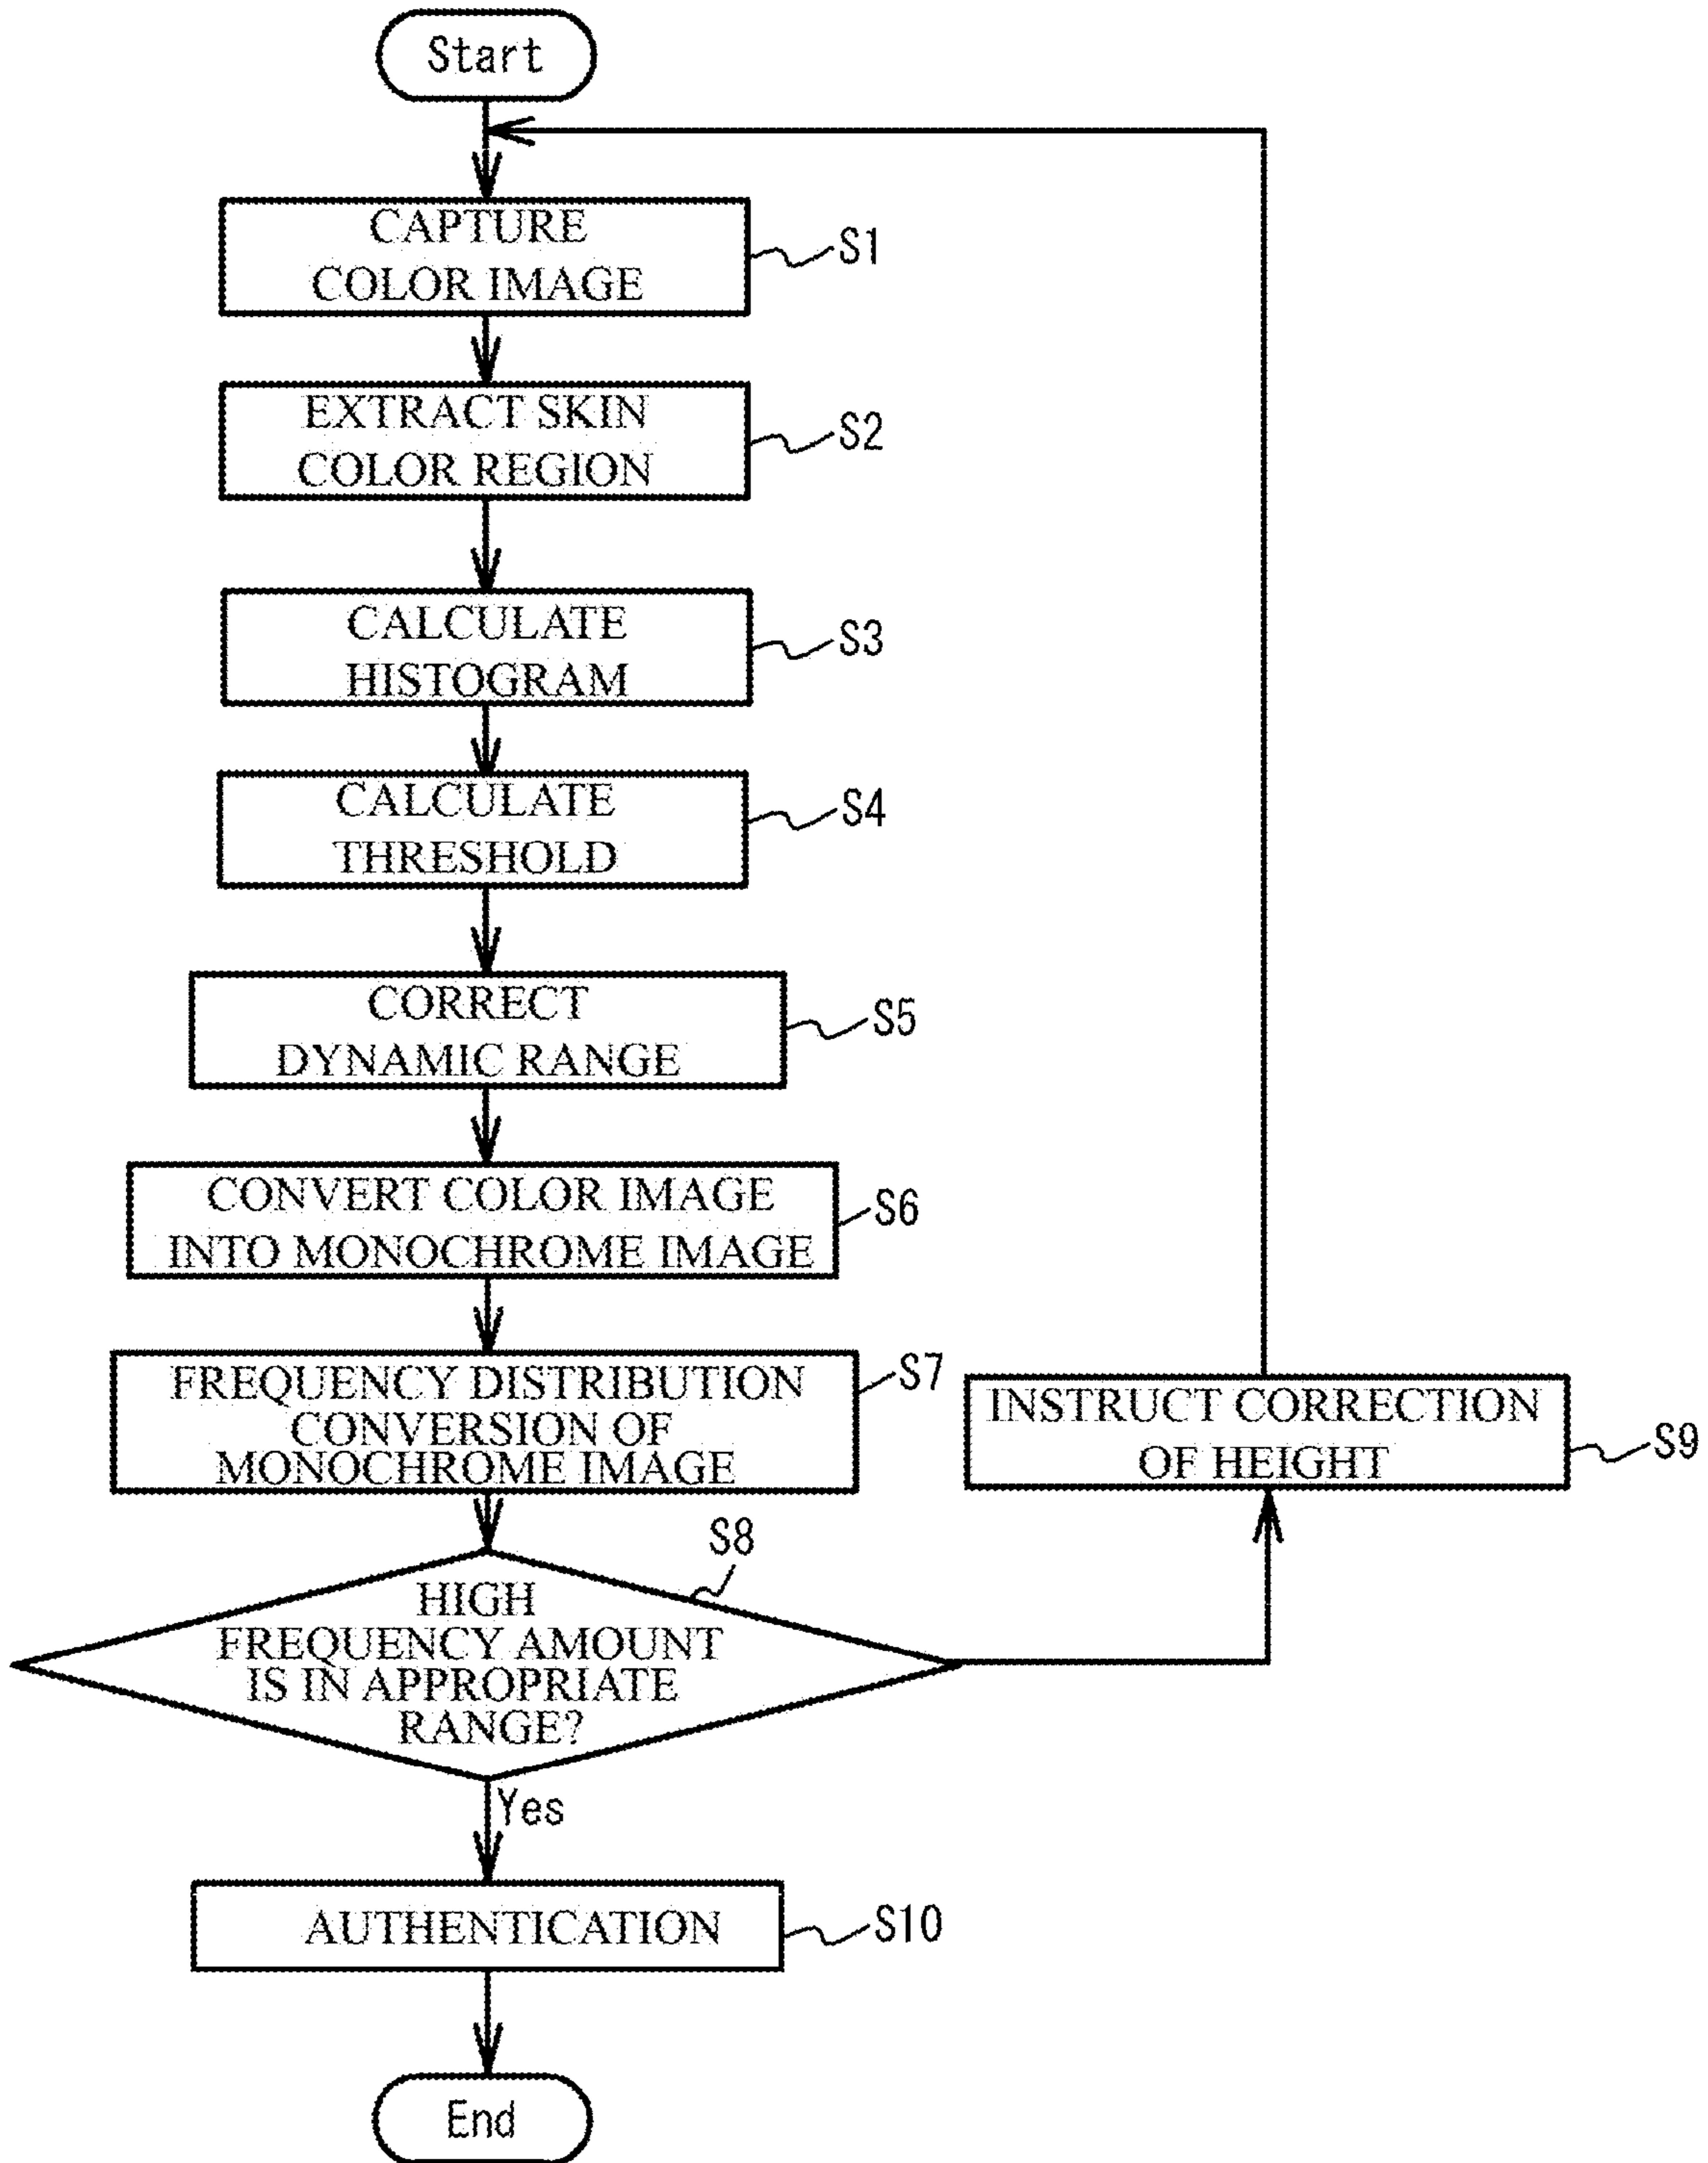 Start
CAPTURE
COLOR IMAGE
S1
EXTRACT SKIN
COLOR REGION
S2
CALCULATE
HISTOGRAM
S3
CALCULATE
THRESHOLD
S4
CORRECT
DYNAMIC RANGE
S5
CONVERT COLOR IMAGE
INTO MONOCHROME IMAGE
S6
FREQUENCY DISTRIBUTION
CONVERSION OF
MONOCHROME IMAGE
S7
INSTRUCT CORRECTION
OF HEIGHT
S9
S8
HIGH
FREQUENCY AMOUNT
IS IN APPROPRIATE
RANGE?
Yes
AUTHENTICATION
S10
End